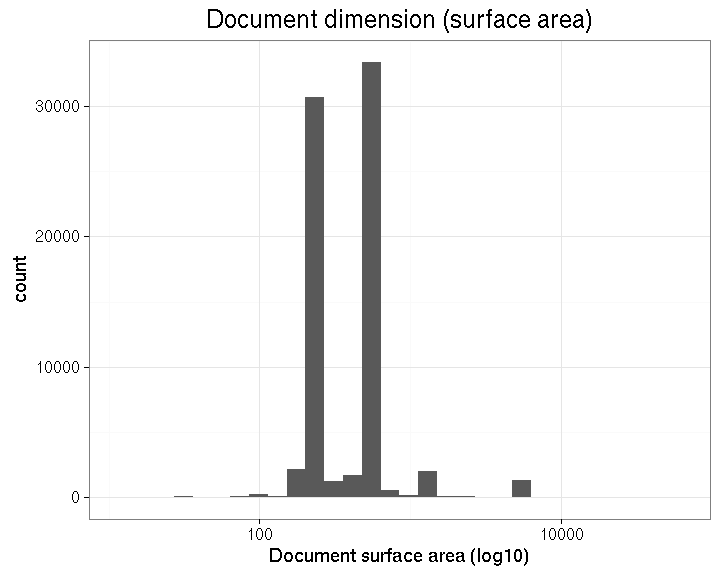 Document dimension (surface area)
30000
20000
10000
0
count
100
10000
Document surface area (log10)